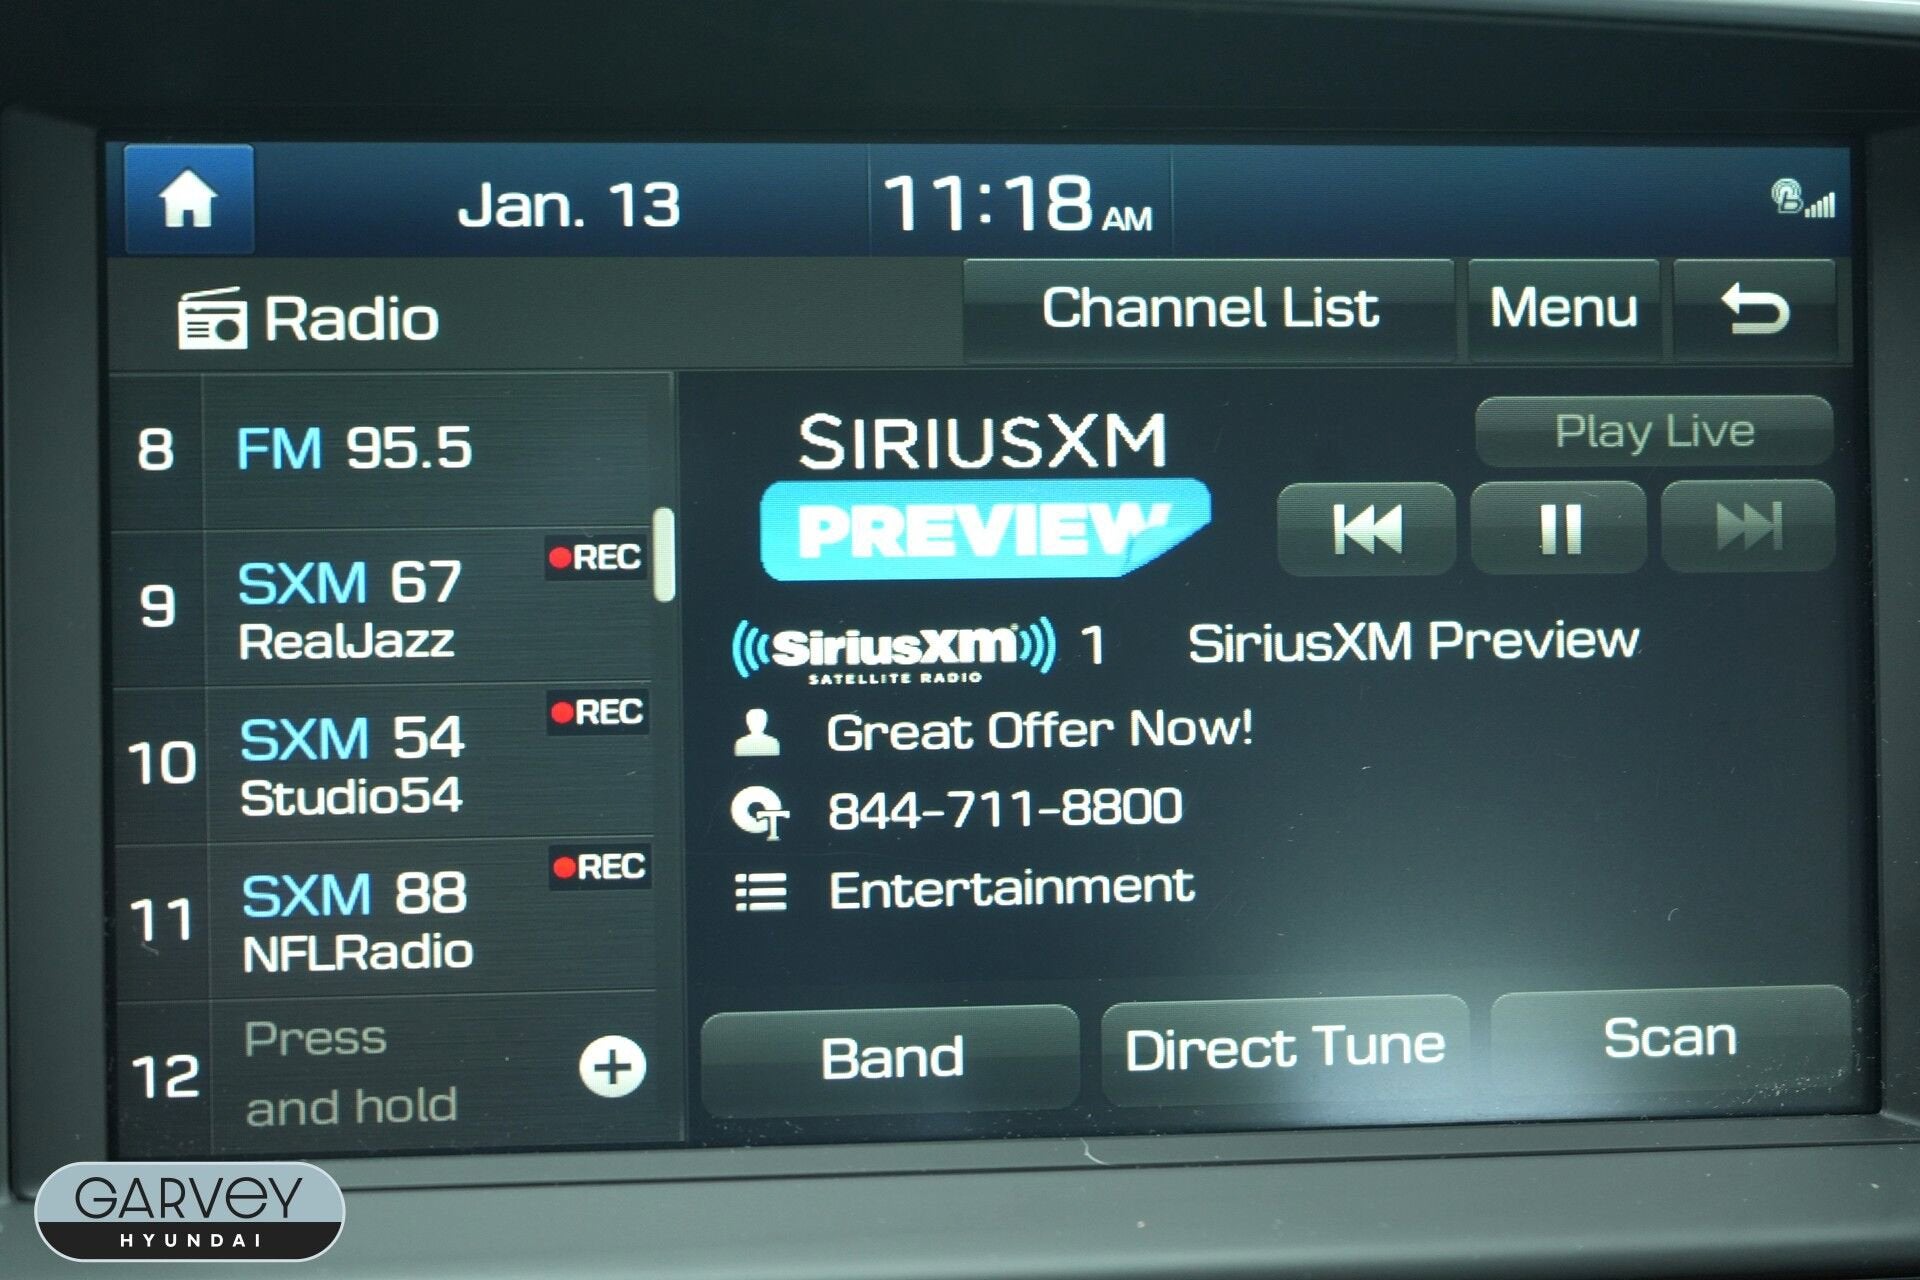 Jan. 13
11:18 AM
Radio
Channel List
Menu
8 FM 95.5
9 SXM 67 REC
RealJazz
10 SXM 54 REC
Studio54
11 SXM 88 REC
NFLRadio
12 Press
and hold
SIRIUSXM
PREVIEW
Play Live
SiriusXM 1 SiriusXM Preview
SATELLITE RADIO
Great Offer Now!
844-711-8800
Entertainment
Band
Direct Tune
Scan
GARVEY
HYUNDAI